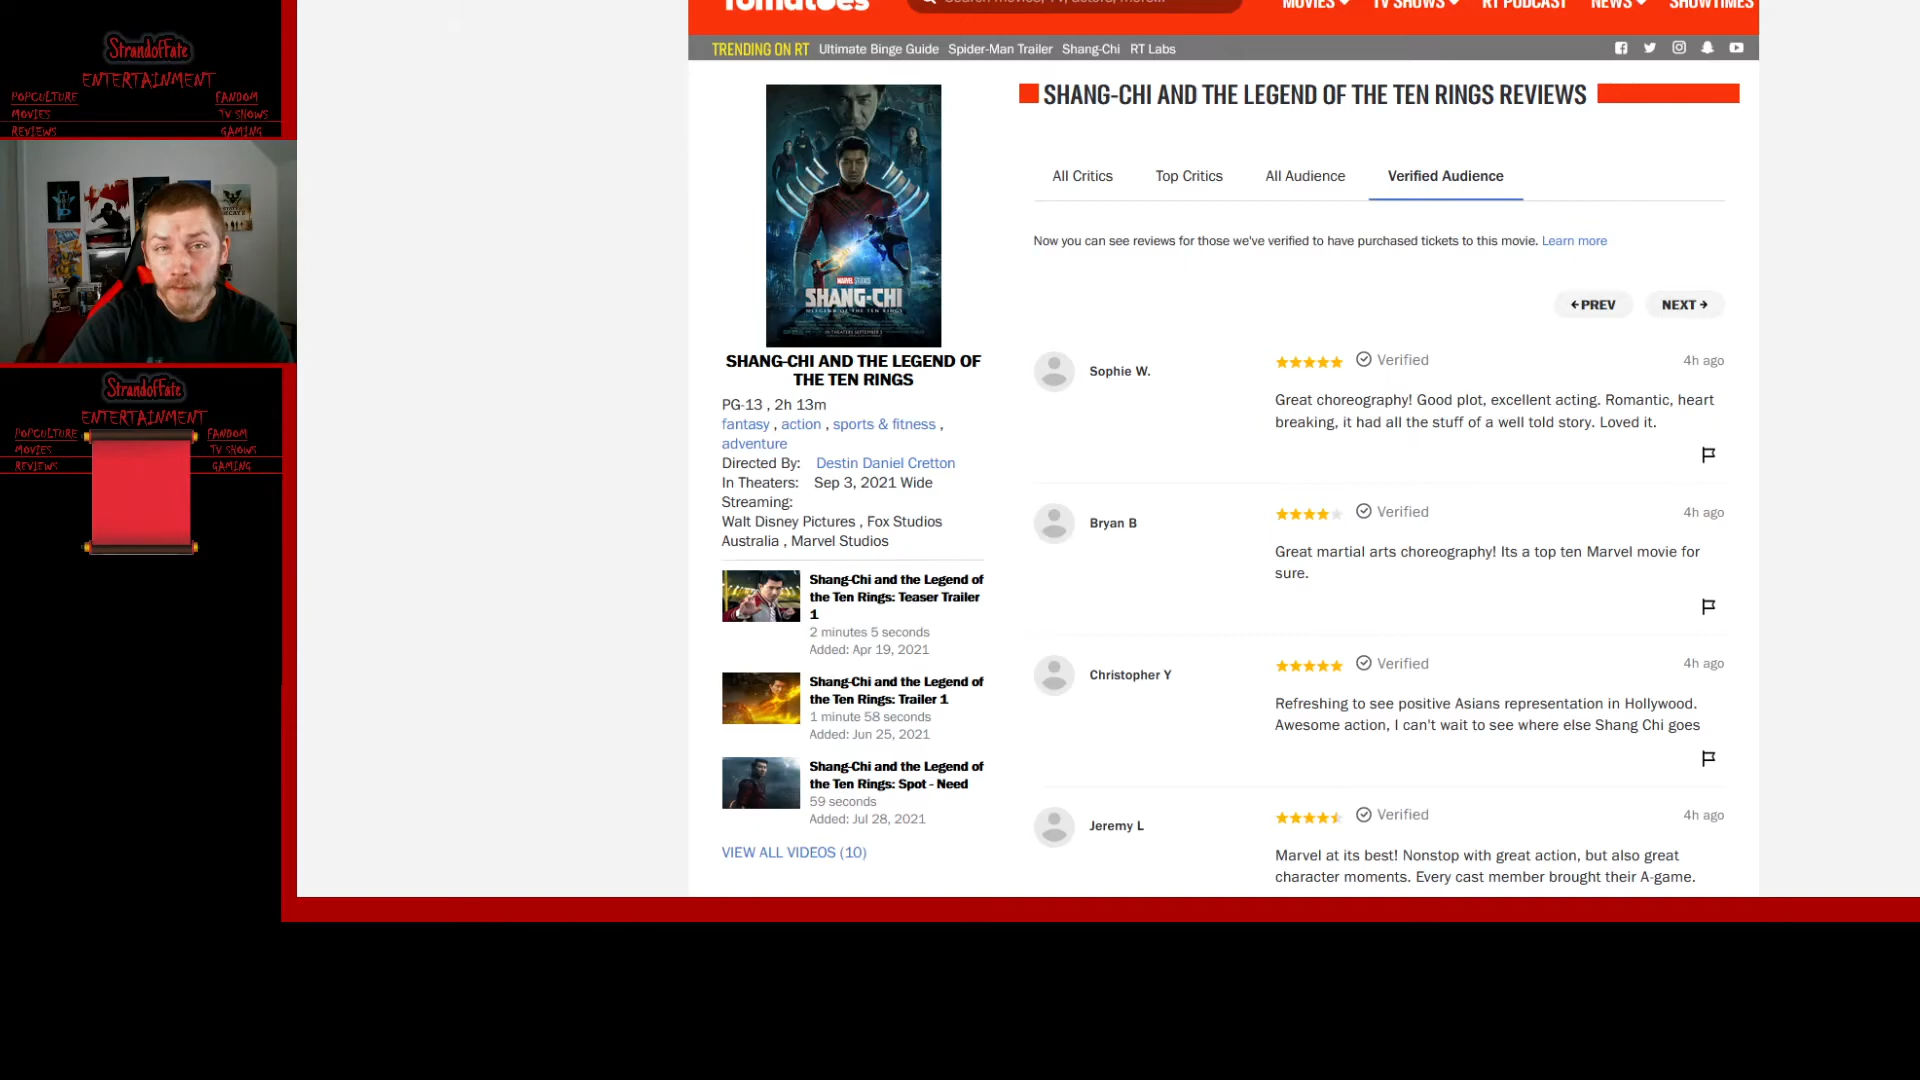 Tomatoes
Search movies, TV, actors, more...
MOVIES
TV SHOWS
RT PODCAST
NEWS
SHOWTIMES
TRENDING ON RT
Ultimate Binge Guide
Spider-Man Trailer
Shang-Chi
RT Labs
StrandofFate
ENTERTAINMENT
POPCULTURE
FANDOM
MOVIES
TV SHOWS
REVIEWS
GAMING
StrandofFate
ENTERTAINMENT
POPCULTURE
FANDOM
MOVIES
TV SHOWS
REVIEWS
GAMING
MARVEL STUDIOS
SHANG-CHI
SHANG-CHI AND THE LEGEND OF
THE TEN RINGS
PG-13 , 2h 13m
fantasy , action , sports & fitness ,
adventure
Directed By: Destin Daniel Cretton
In Theaters: Sep 3, 2021 Wide
Streaming:
Walt Disney Pictures , Fox Studios
Australia , Marvel Studios
Shang-Chi and the Legend of
the Ten Rings: Teaser Trailer
1
2 minutes 5 seconds
Added: Apr 19, 2021
Shang-Chi and the Legend of
the Ten Rings: Trailer 1
1 minute 58 seconds
Added: Jun 25, 2021
Shang-Chi and the Legend of
the Ten Rings: Spot - Need
59 seconds
Added: Jul 28, 2021
VIEW ALL VIDEOS (10)
SHANG-CHI AND THE LEGEND OF THE TEN RINGS REVIEWS
All Critics
Top Critics
All Audience
Verified Audience
Now you can see reviews for those we've verified to have purchased tickets to this movie. Learn more
PREV
NEXT
Sophie W.
Verified
4h ago
Great choreography! Good plot, excellent acting. Romantic, heart
breaking, it had all the stuff of a well told story. Loved it.
Bryan B
Verified
4h ago
Great martial arts choreography! Its a top ten Marvel movie for
sure.
Christopher Y
Verified
4h ago
Refreshing to see positive Asians representation in Hollywood.
Awesome action, I can't wait to see where else Shang Chi goes
Jeremy L
Verified
4h ago
Marvel at its best! Nonstop with great action, but also great
character moments. Every cast member brought their A-game.